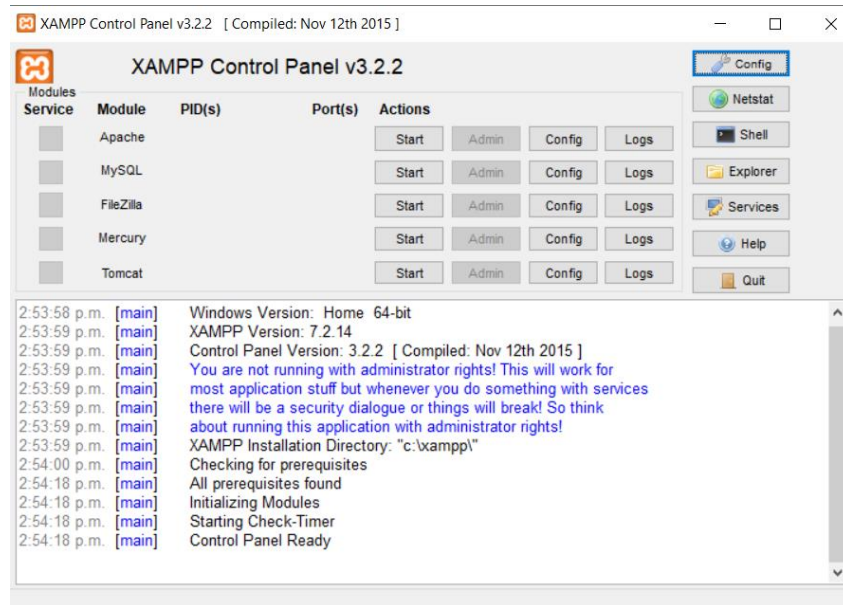 XAMPP Control Panel v3.2.2 [ Compiled: Nov 12th 2015 ]
XAMPP Control Panel v3.2.2
Config
Modules
Service Module PID(s) Port(s) Actions
Netstat
Apache Start Admin Config Logs
Shell
MySQL Start Admin Config Logs
Explorer
FileZilla Start Admin Config Logs
Services
Mercury Start Admin Config Logs
Help
Tomcat Start Admin Config Logs
Quit
2:53:58 p.m. [main] Windows Version: Home 64-bit
2:53:59 p.m. [main] XAMPP Version: 7.2.14
2:53:59 p.m. [main] Control Panel Version: 3.2.2 [ Compiled: Nov 12th 2015 ]
2:53:59 p.m. [main] You are not running with administrator rights! This will work for
2:53:59 p.m. [main] most application stuff but whenever you do something with services
2:53:59 p.m. [main] there will be a security dialogue or things will break! So think
2:53:59 p.m. [main] about running this application with administrator rights!
2:53:59 p.m. [main] XAMPP Installation Directory: "c:\xampp\"
2:54:00 p.m. [main] Checking for prerequisites
2:54:18 p.m. [main] All prerequisites found
2:54:18 p.m. [main] Initializing Modules
2:54:18 p.m. [main] Starting Check-Timer
2:54:18 p.m. [main] Control Panel Ready